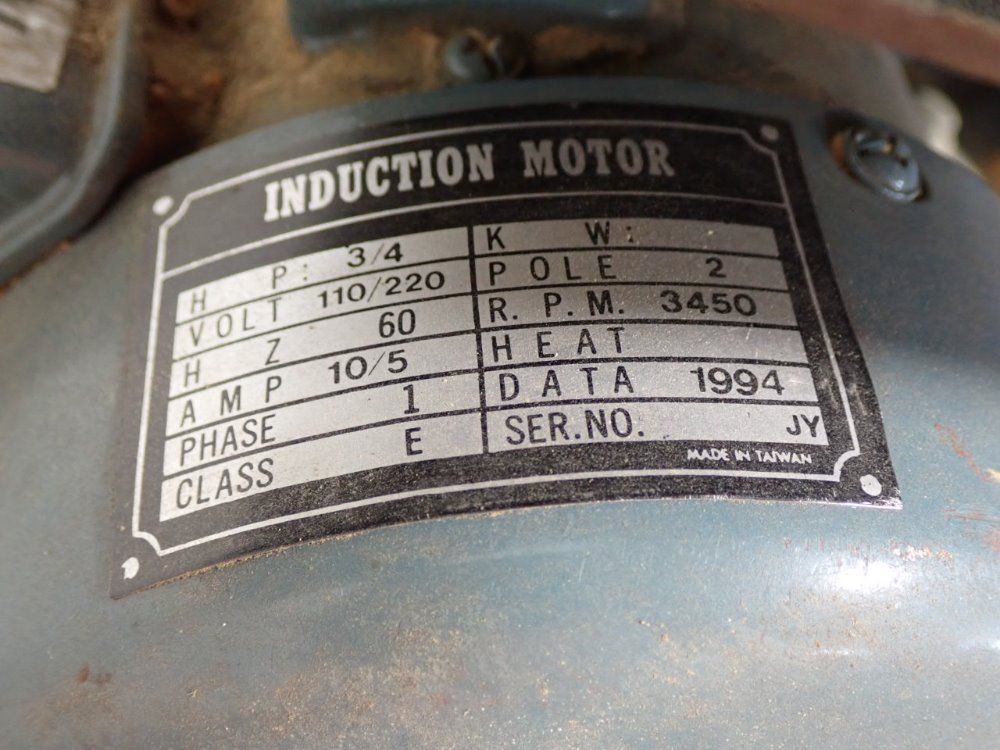 INDUCTION MOTOR
H P: 3/4
VOLT 110/220
H Z 60
AMP 10/5
PHASE 1
CLASS E
K W:
POLE 2
R. P. M. 3450
HEAT
DATA 1994
SER.NO. JY
MADE IN TAIWAN